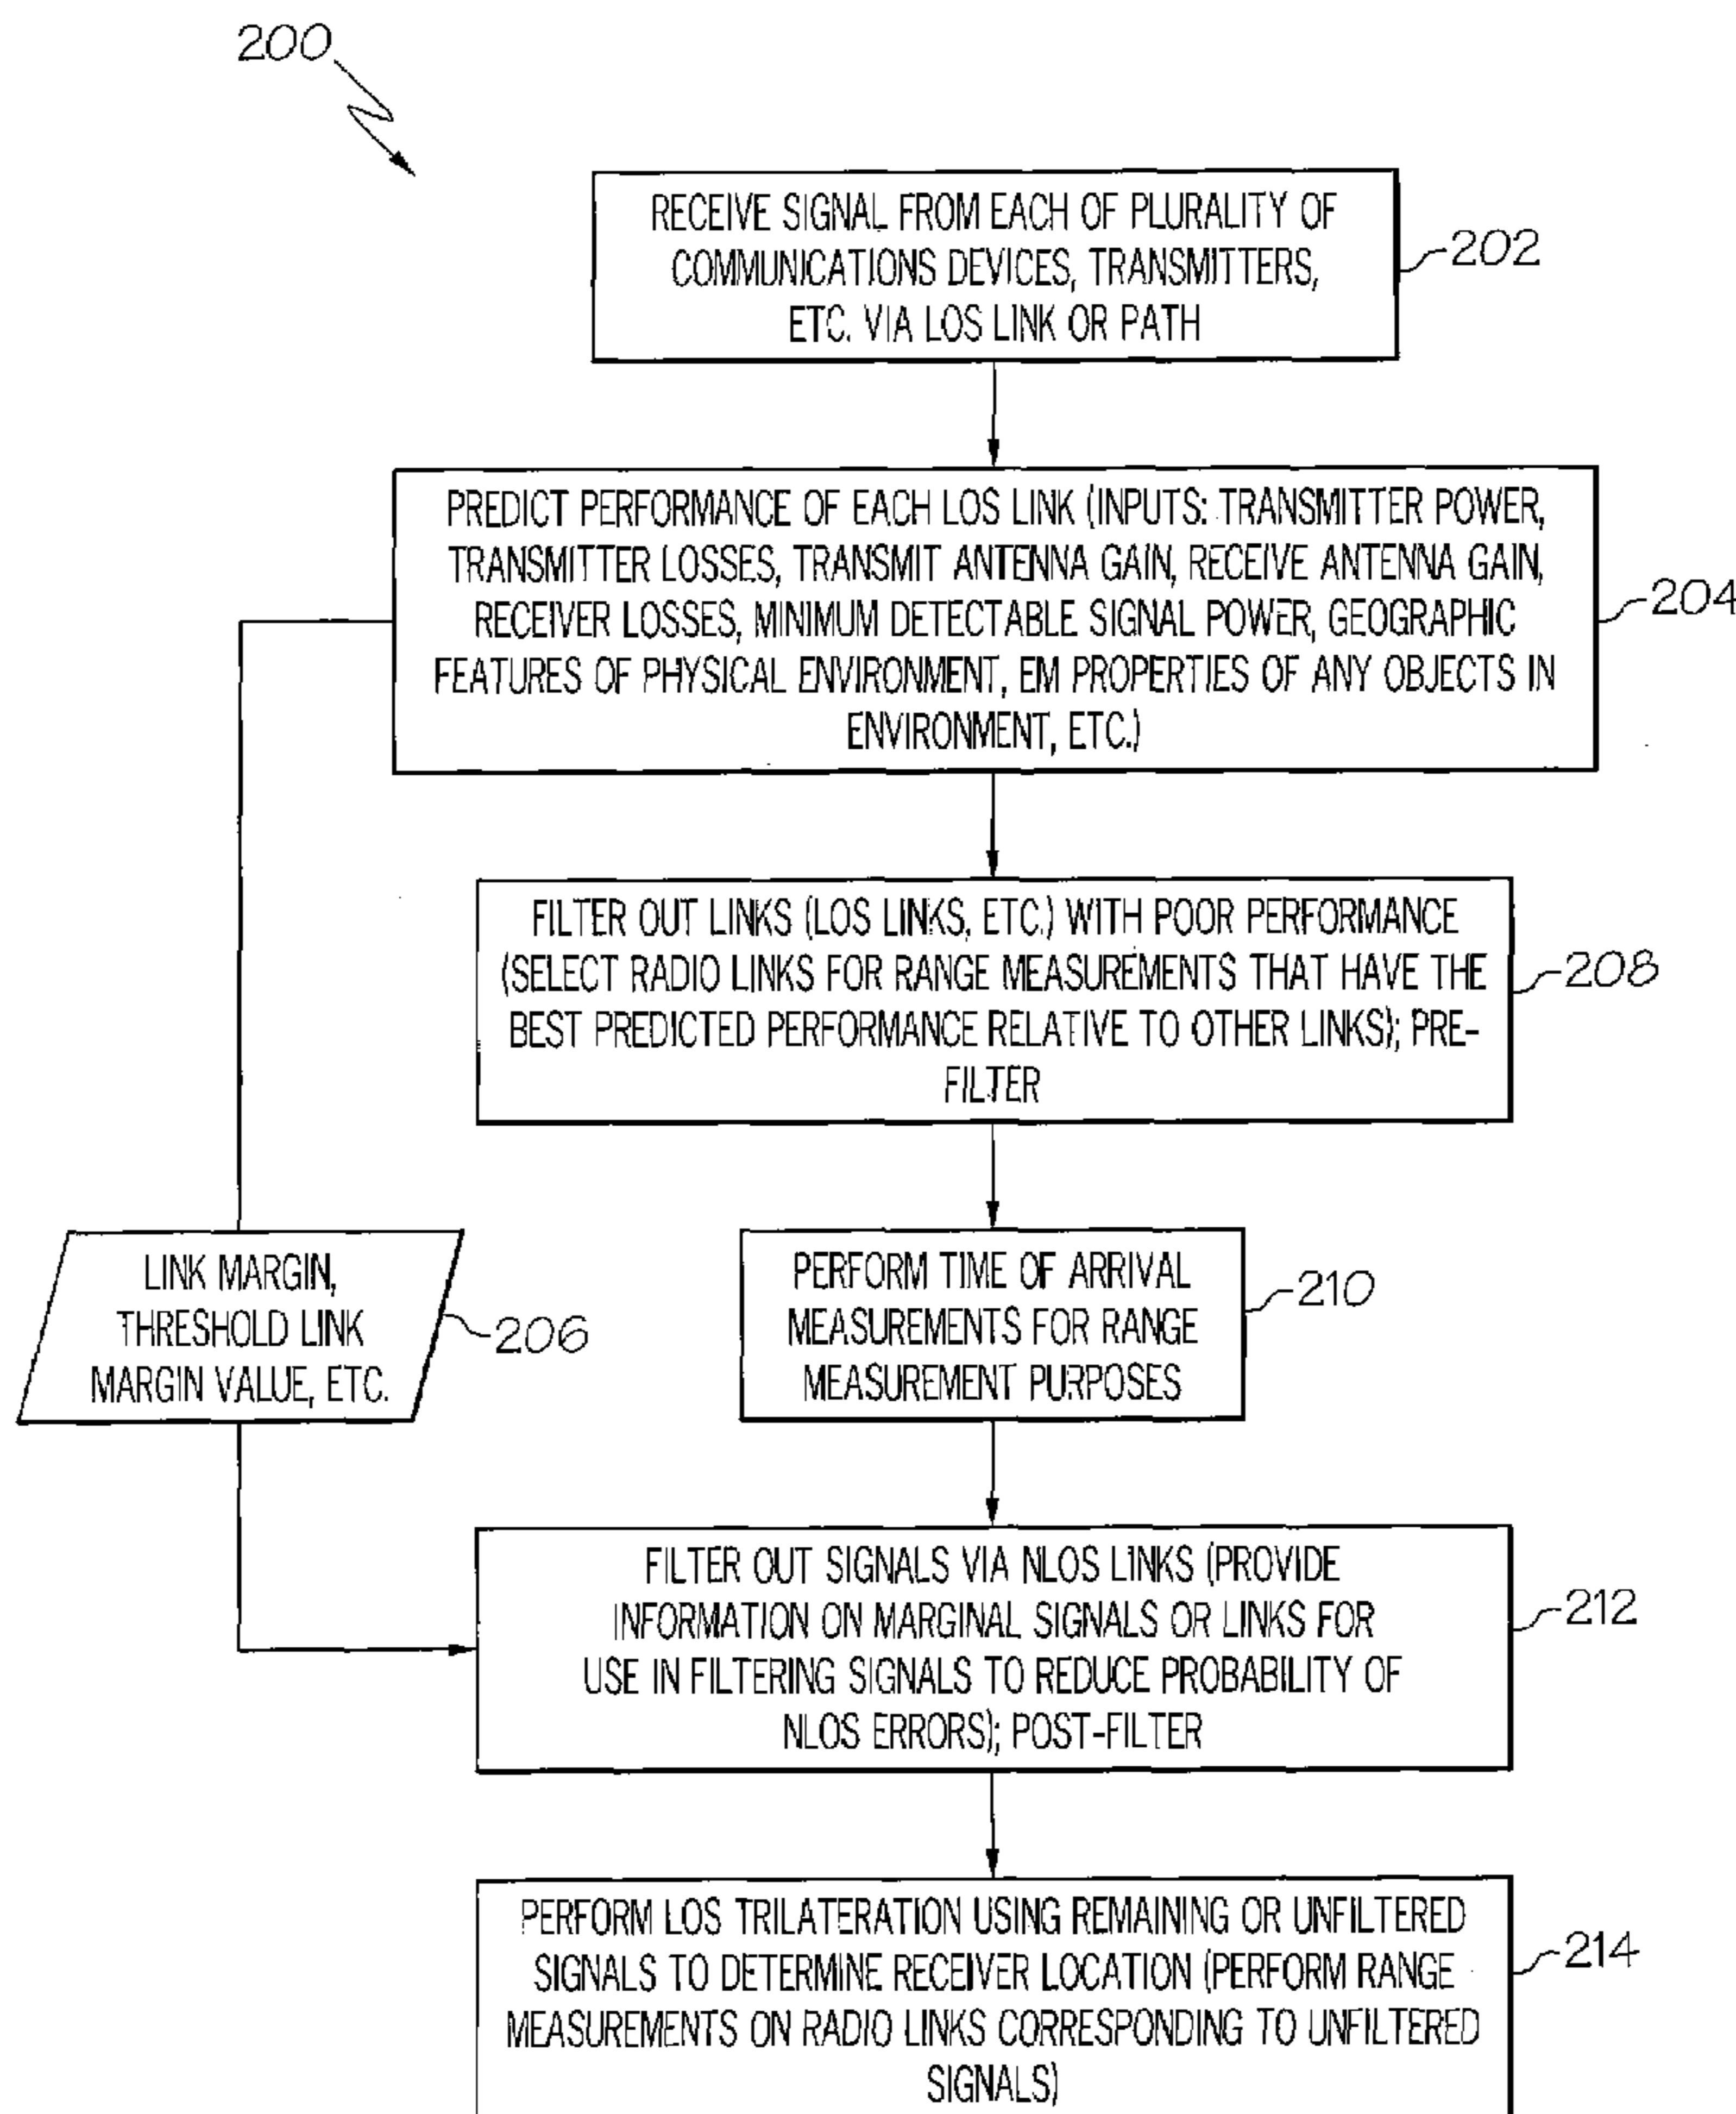 200
RECEIVE SIGNAL FROM EACH OF PLURALITY OF
COMMUNICATIONS DEVICES, TRANSMITTERS,
ETC. VIA LOS LINK OR PATH
202
PREDICT PERFORMANCE OF EACH LOS LINK (INPUTS: TRANSMITTER POWER,
TRANSMITTER LOSSES, TRANSMIT ANTENNA GAIN, RECEIVE ANTENNA GAIN,
RECEIVER LOSSES, MINIMUM DETECTABLE SIGNAL POWER, GEOGRAPHIC
FEATURES OF PHYSICAL ENVIRONMENT, EM PROPERTIES OF ANY OBJECTS IN
ENVIRONMENT, ETC.)
204
FILTER OUT LINKS (LOS LINKS, ETC.) WITH POOR PERFORMANCE
(SELECT RADIO LINKS FOR RANGE MEASUREMENTS THAT HAVE THE
BEST PREDICTED PERFORMANCE RELATIVE TO OTHER LINKS); PRE-
FILTER
208
LINK MARGIN,
THRESHOLD LINK
MARGIN VALUE, ETC.
206
PERFORM TIME OF ARRIVAL
MEASUREMENTS FOR RANGE
MEASUREMENT PURPOSES
210
FILTER OUT SIGNALS VIA NLOS LINKS (PROVIDE
INFORMATION ON MARGINAL SIGNALS OR LINKS FOR
USE IN FILTERING SIGNALS TO REDUCE PROBABILITY OF
NLOS ERRORS); POST-FILTER
212
PERFORM LOS TRILATERATION USING REMAINING OR UNFILTERED
SIGNALS TO DETERMINE RECEIVER LOCATION (PERFORM RANGE
MEASUREMENTS ON RADIO LINKS CORRESPONDING TO UNFILTERED
SIGNALS)
214